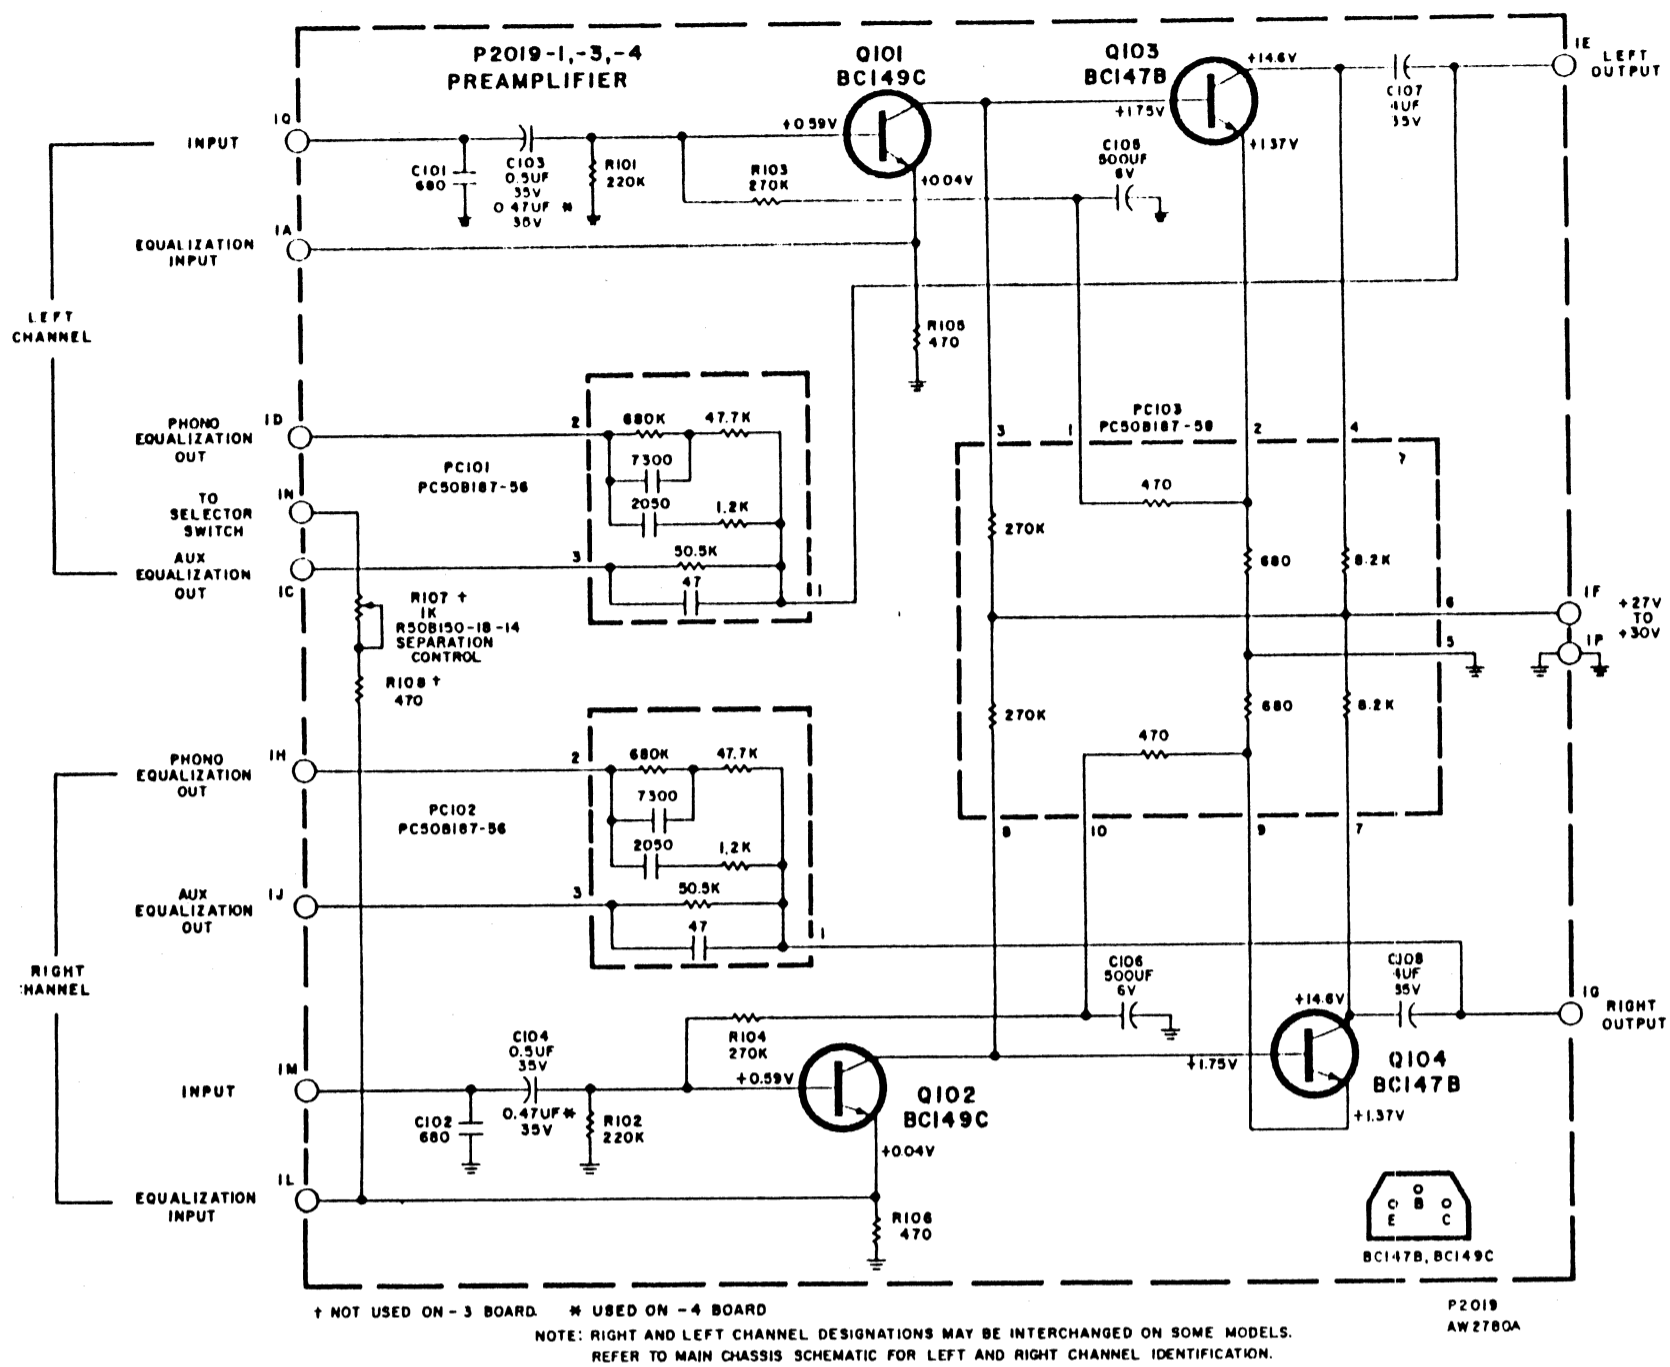 P2019-1,-3,-4
PREAMPLIFIER
Q101
BC149C
Q103
BC147B
+14.6V
1E
LEFT
OUTPUT
C107
4UF
35V
1Q
INPUT
+0.59V
+1.75V
+1.37V
C101
680
C103
0.5UF
35V
0.47UF *
35V
R101
220K
R103
270K
+0.04V
C105
500UF
6V
1A
EQUALIZATION
INPUT
LEFT
CHANNEL
R105
470
1D
PHONO
EQUALIZATION
OUT
2
680K
47.7K
7300
2050
1.2K
PC101
PC50B187-56
1N
TO
SELECTOR
SWITCH
AUX
EQUALIZATION
OUT
1C
3
50.5K
47
1
PC103
PC50B187-58
3
1
2
4
7
470
270K
680
8.2K
6
1F
+27V
TO
+30V
5
1P
R107 †
1K
R50B150-18-14
SEPARATION
CONTROL
R108 †
470
270K
680
8.2K
470
8
10
9
7
1H
PHONO
EQUALIZATION
OUT
2
680K
47.7K
7300
2050
1.2K
PC102
PC50B187-56
1J
AUX
EQUALIZATION
OUT
3
50.5K
47
1
RIGHT
HANNEL
C106
500UF
6V
C108
4UF
35V
+14.6V
1G
RIGHT
OUTPUT
C104
0.5UF
35V
0.47UF *
35V
R104
270K
+0.59V
+1.75V
Q104
BC147B
1M
INPUT
C102
680
R102
220K
Q102
BC149C
+1.37V
+0.04V
1L
EQUALIZATION
INPUT
R106
470
B
E
C
BC147B, BC149C
† NOT USED ON -3 BOARD. * USED ON -4 BOARD
P2019
AW2780A
NOTE: RIGHT AND LEFT CHANNEL DESIGNATIONS MAY BE INTERCHANGED ON SOME MODELS.
REFER TO MAIN CHASSIS SCHEMATIC FOR LEFT AND RIGHT CHANNEL IDENTIFICATION.